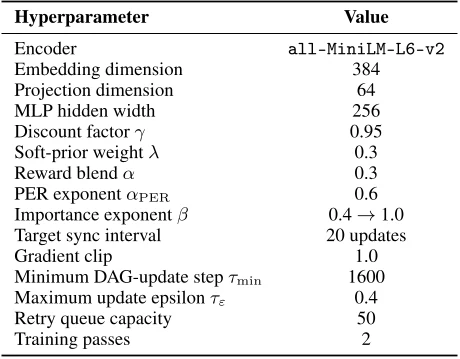 Hyperparameter Value
Encoder all-MiniLM-L6-v2
Embedding dimension 384
Projection dimension 64
MLP hidden width 256
Discount factor γ 0.95
Soft-prior weight λ 0.3
Reward blend α 0.3
PER exponent α_PER 0.6
Importance exponent β 0.4 → 1.0
Target sync interval 20 updates
Gradient clip 1.0
Minimum DAG-update step τ_min 1600
Maximum update epsilon τ_ε 0.4
Retry queue capacity 50
Training passes 2